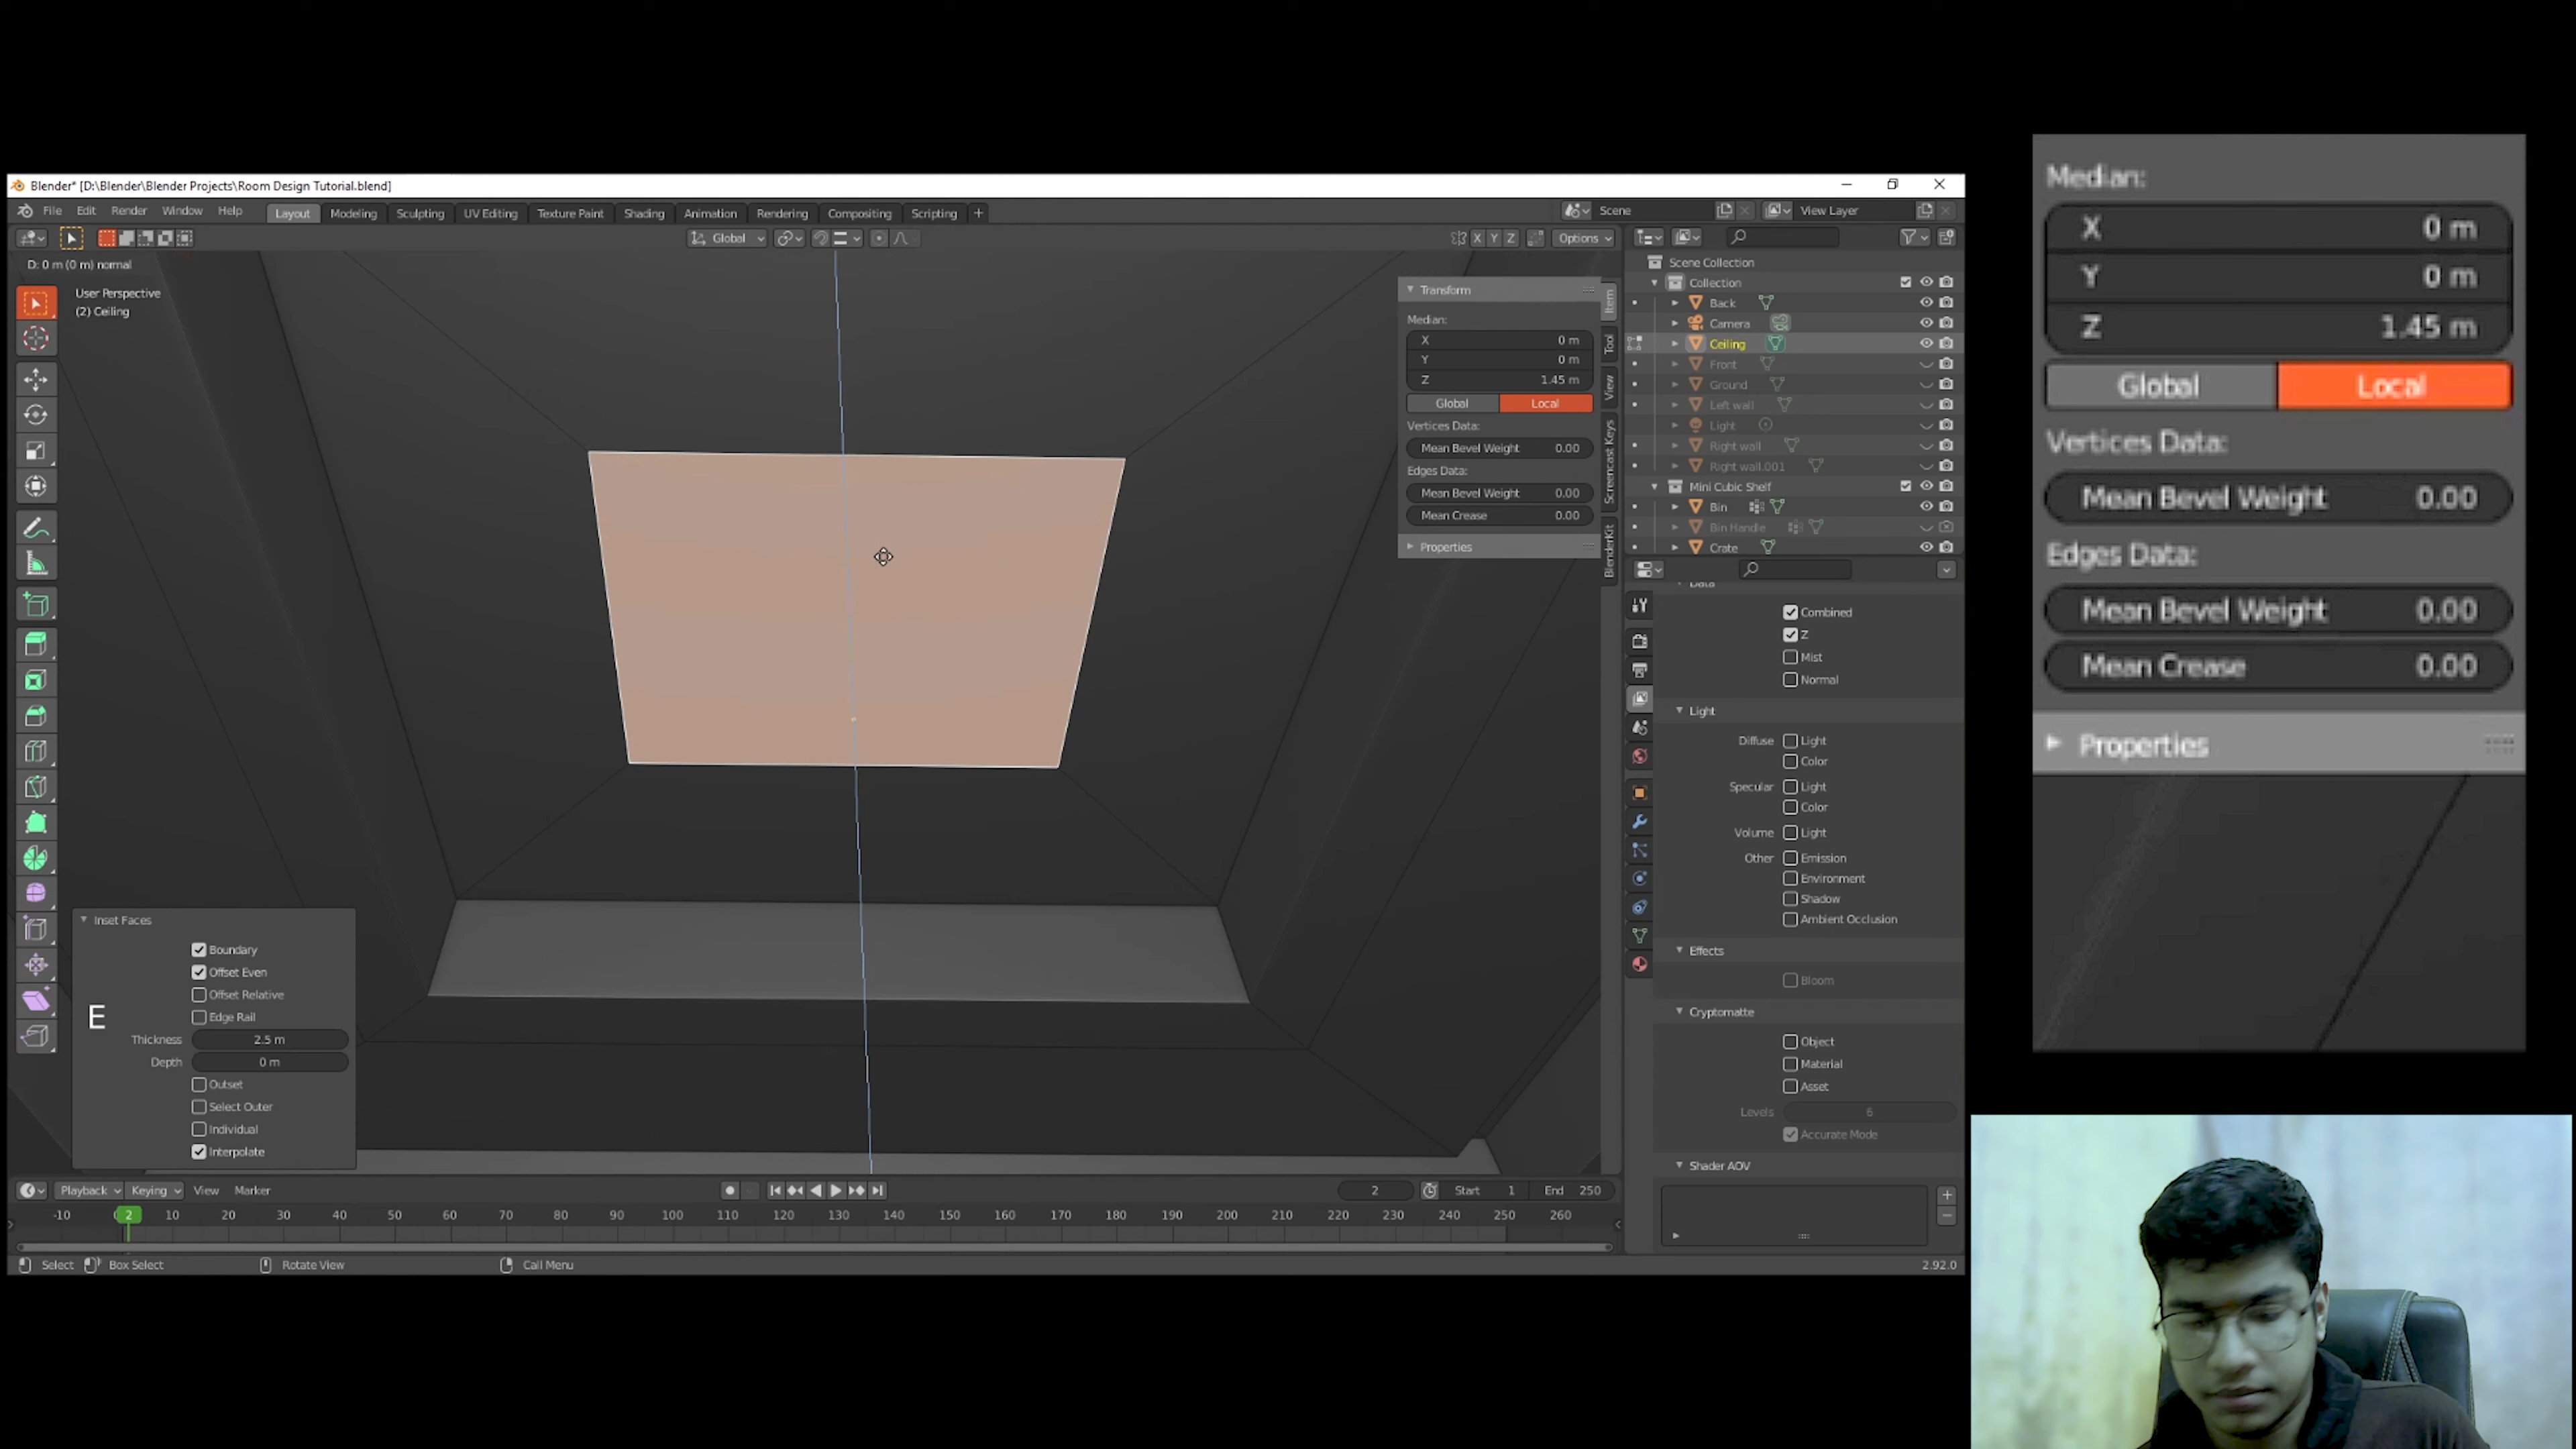 Blender* [D:\Blender\Blender Projects\Room Design Tutorial.blend]
File Edit Render Window Help Layout Modeling Sculpting UV Editing Texture Paint Shading Animation Rendering Compositing Scripting + Scene View Layer
Global X Y Z Options
D: 0 m (0 m) normal
User Perspective
(2) Ceiling
Transform
Median:
X 0 m
Y 0 m
Z 1.45 m
Global Local
Vertices Data:
Mean Bevel Weight 0.00
Edges Data:
Mean Bevel Weight 0.00
Mean Crease 0.00
Properties
Item
Tool
View
Screencast Keys
BlenderKit
Scene Collection
Collection
Back
Camera
Ceiling
Front
Ground
Left wall
Light
Right wall
Right wall.001
Mini Cubic Shelf
Bin
Bin Handle
Crate
Data
Combined
Z
Mist
Normal
Light
Diffuse Light
Color
Specular Light
Color
Volume Light
Other Emission
Environment
Shadow
Ambient Occlusion
Effects
Bloom
Cryptomatte
Object
Material
Asset
Levels 6
Accurate Mode
Shader AOV
Inset Faces
Boundary
Offset Even
Offset Relative
Edge Rail
E
Thickness 2.5 m
Depth 0 m
Outset
Select Outer
Individual
Interpolate
Playback Keying View Marker 2 Start 1 End 250
-10 2 10 20 30 40 50 60 70 80 90 100 110 120 130 140 150 160 170 180 190 200 210 220 230 240 250 260
Select Box Select Rotate View Call Menu 2.92.0
Median:
X 0 m
Y 0 m
Z 1.45 m
Global Local
Vertices Data:
Mean Bevel Weight 0.00
Edges Data:
Mean Bevel Weight 0.00
Mean Crease 0.00
Properties